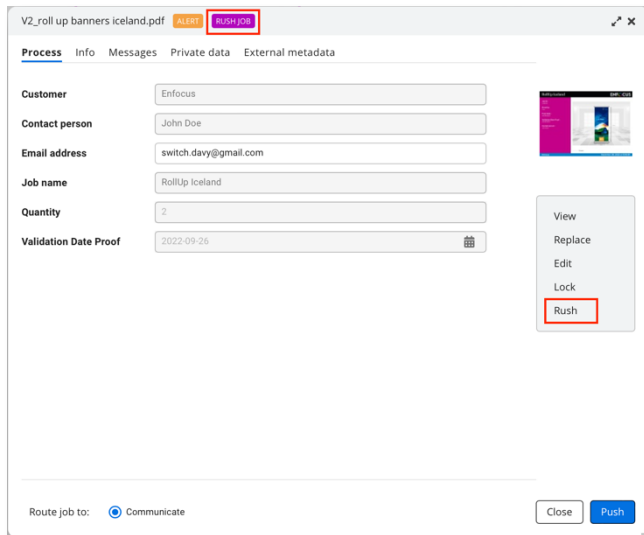 V2_roll up banners iceland.pdf ALERT RUSH JOB
Process Info Messages Private data External metadata
Customer Enfocus
Contact person John Doe
Email address switch.davy@gmail.com
Job name RollUp Iceland
Quantity 2
Validation Date Proof 2022-09-26
View
Replace
Edit
Lock
Rush
Route job to: Communicate
Close Push